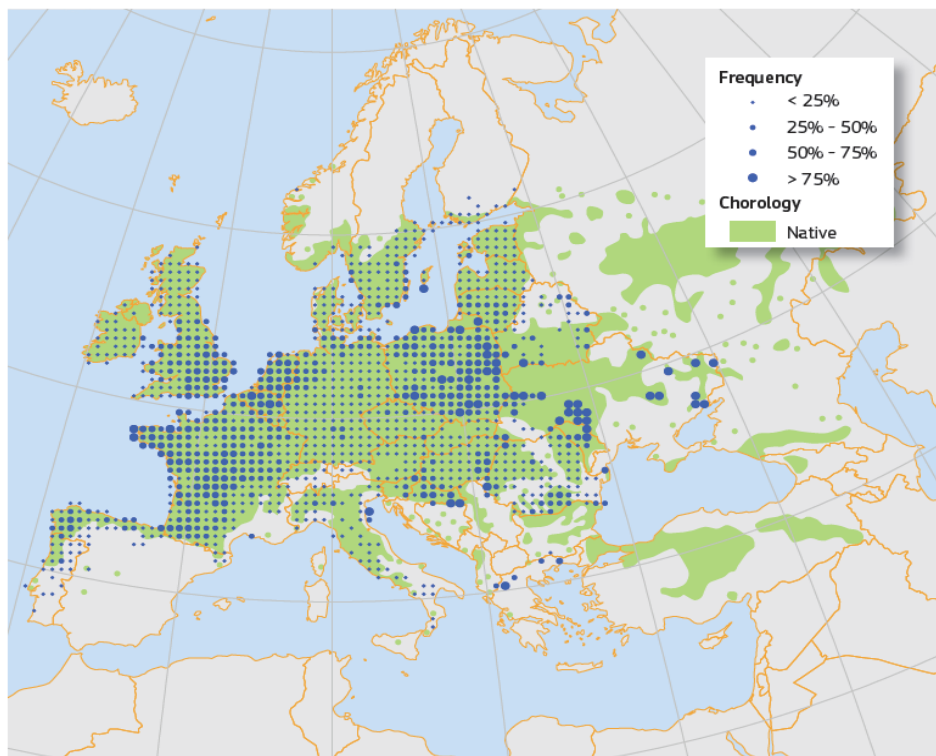 Frequency
< 25%
25% - 50%
50% - 75%
> 75%
Chorology
Native